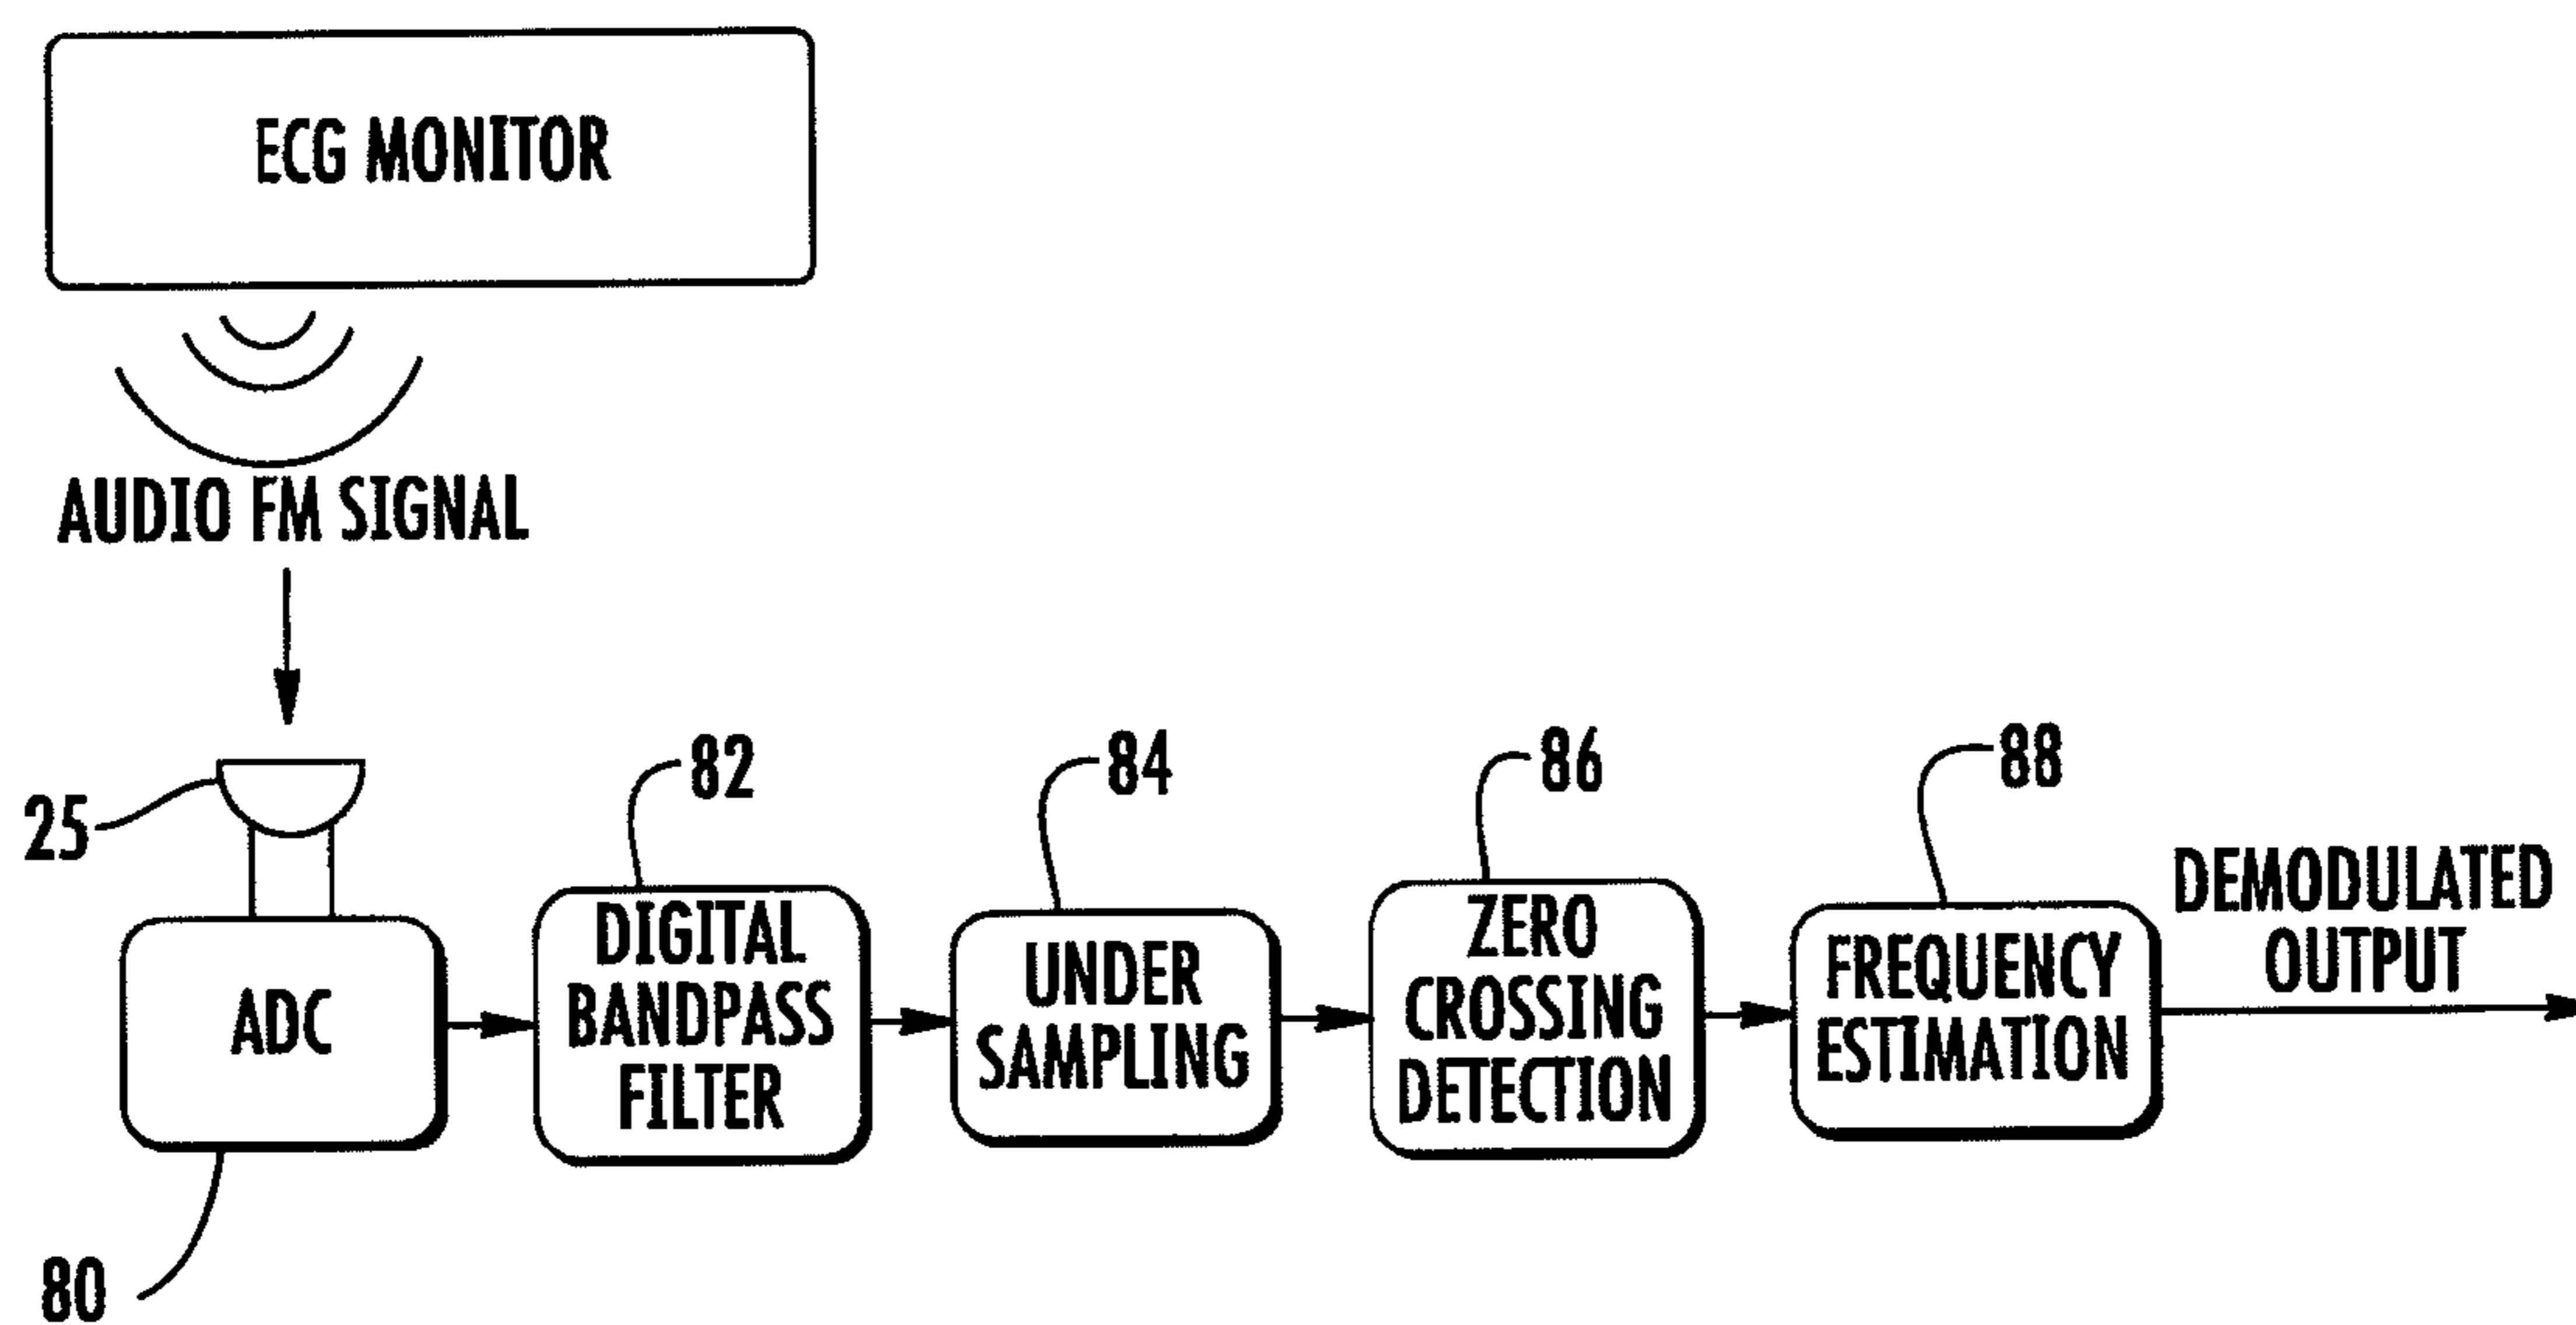 ECG MONITOR
AUDIO FM SIGNAL
25
82
84
86
88
ADC
DIGITAL
BANDPASS
FILTER
UNDER
SAMPLING
ZERO
CROSSING
DETECTION
FREQUENCY
ESTIMATION
DEMODULATED
OUTPUT
80